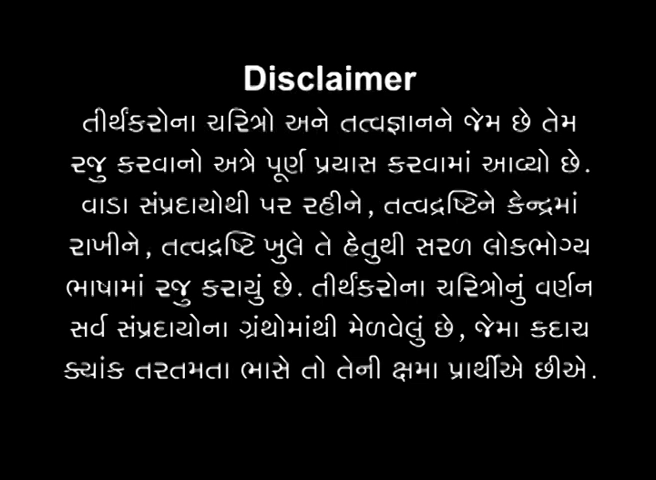 Disclaimer
તીર્થંકરોના ચરિત્રો અને તત્વજ્ઞાનને જેમ છે તેમ
રજુ કરવાનો અત્રે પૂર્ણ પ્રયાસ કરવામાં આવ્યો છે.
વાડા સંપ્રદાયોથી પર રહીને, તત્વદ્રષ્ટિને કેન્દ્રમાં
રાખીને, તત્વદ્રષ્ટિ ખુલે તે હેતુથી સરળ લોકભોગ્ય
ભાષામાં રજુ કરાયું છે. તીર્થંકરોના ચરિત્રોનું વર્ણન
સર્વ સંપ્રદાયોના ગ્રંથોમાંથી મેળવેલું છે, જેમા કદાચ
ક્યાંક તરતમતા ભાસે તો તેની ક્ષમા પ્રાર્થીએ છીએ.